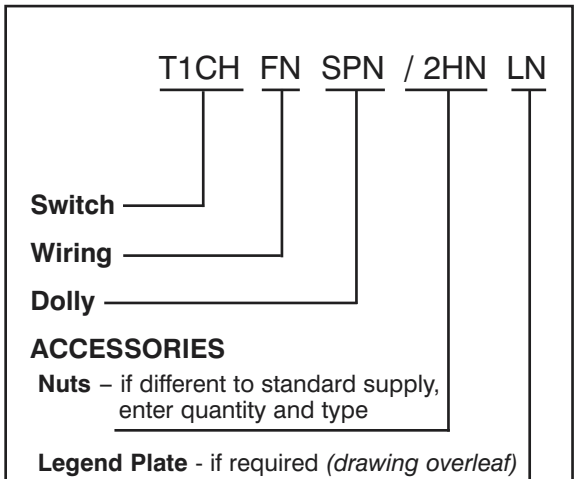 T1CH FN SPN / 2HN LN
Switch
Wiring
Dolly
ACCESSORIES
Nuts – if different to standard supply,
enter quantity and type
Legend Plate - if required (drawing overleaf)